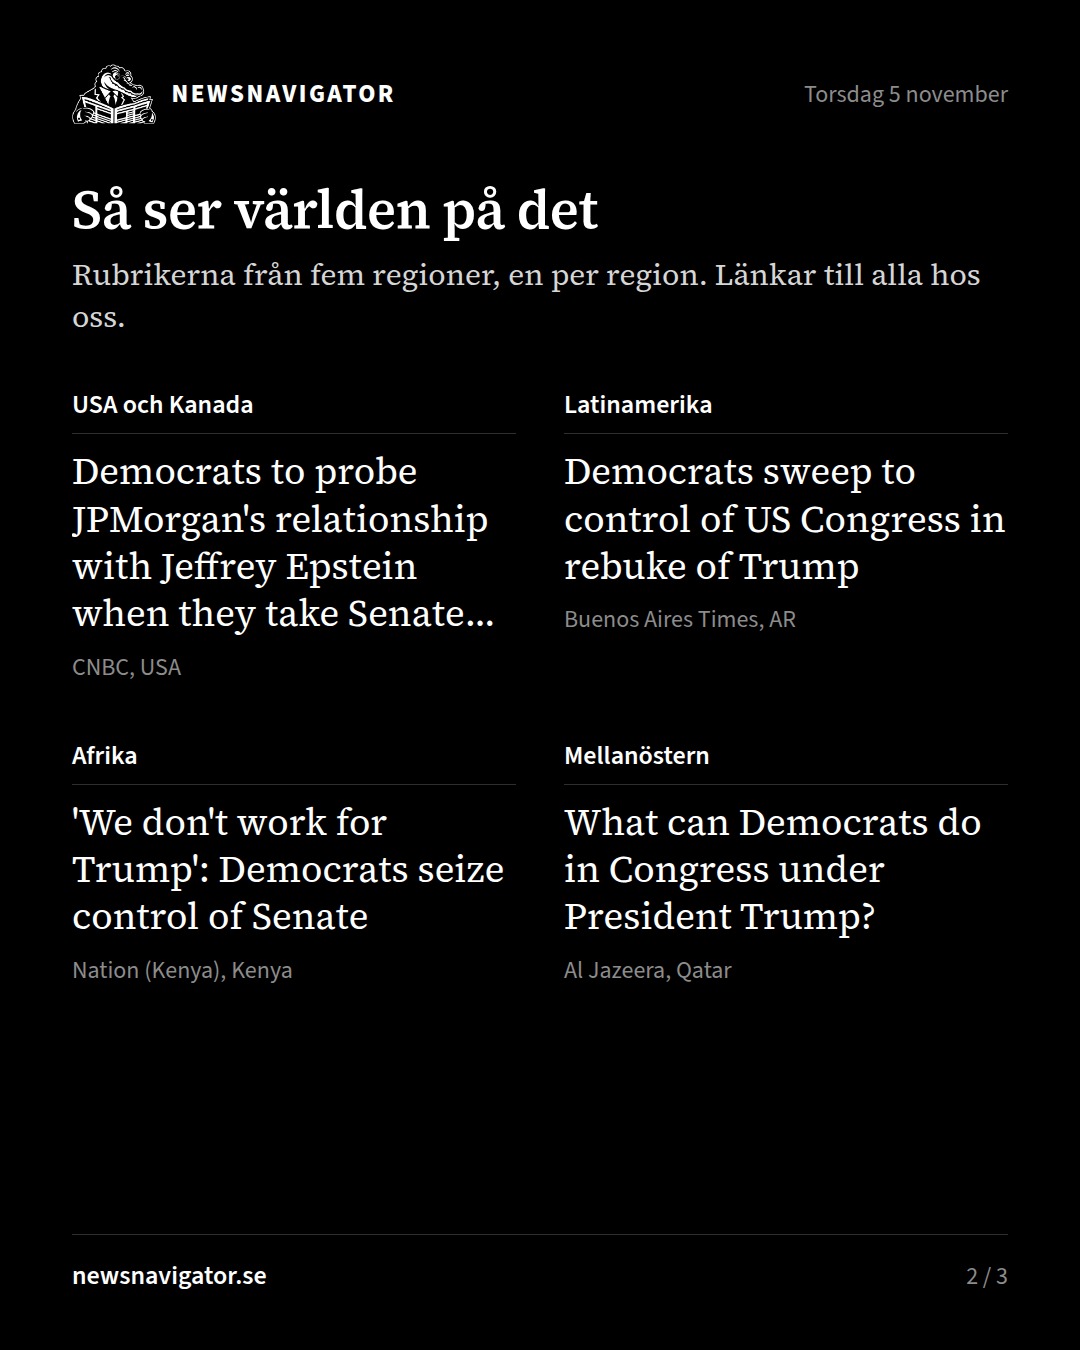 NEWSNAVIGATOR
Torsdag 5 november
Så ser världen på det
Rubrikerna från fem regioner, en per region. Länkar till alla hos
oss.
USA och Kanada
Democrats to probe
JPMorgan's relationship
with Jeffrey Epstein
when they take Senate...
CNBC, USA
Latinamerika
Democrats sweep to
control of US Congress in
rebuke of Trump
Buenos Aires Times, AR
Afrika
'We don't work for
Trump': Democrats seize
control of Senate
Nation (Kenya), Kenya
Mellanöstern
What can Democrats do
in Congress under
President Trump?
Al Jazeera, Qatar
newsnavigator.se
2 / 3